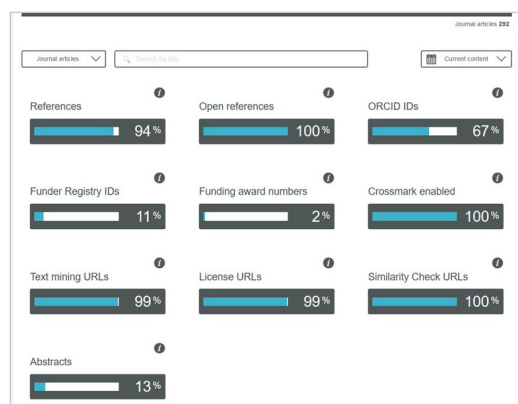 Journal articles 292
Journal articles Search by title Current content
References Open references ORCID IDs
94 % 100 % 67 %
Funder Registry IDs Funding award numbers Crossmark enabled
11 % 2 % 100 %
Text mining URLs License URLs Similarity Check URLs
99 % 99 % 100 %
Abstracts
13 %